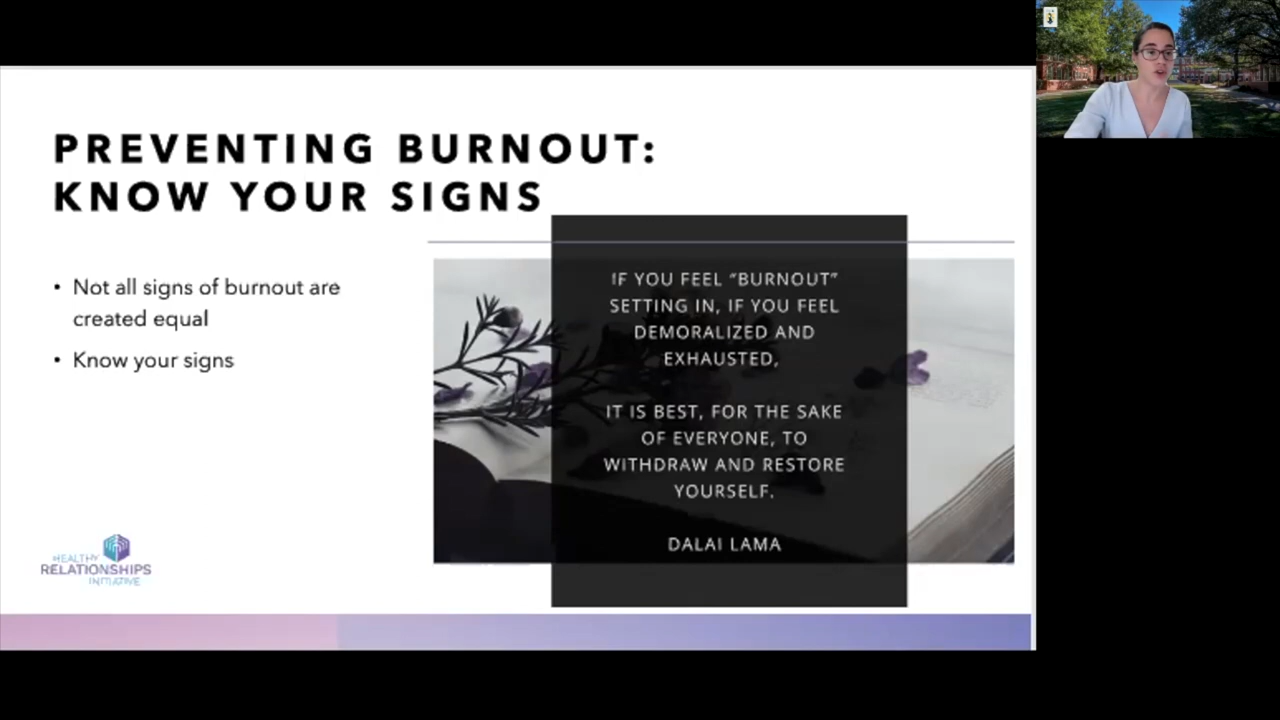 PREVENTING BURNOUT:
KNOW YOUR SIGNS
• Not all signs of burnout are
created equal
• Know your signs
IF YOU FEEL “BURNOUT”
SETTING IN, IF YOU FEEL
DEMORALIZED AND
EXHAUSTED,
IT IS BEST, FOR THE SAKE
OF EVERYONE, TO
WITHDRAW AND RESTORE
YOURSELF.
DALAI LAMA
HEALTHY
RELATIONSHIPS
INITIATIVE